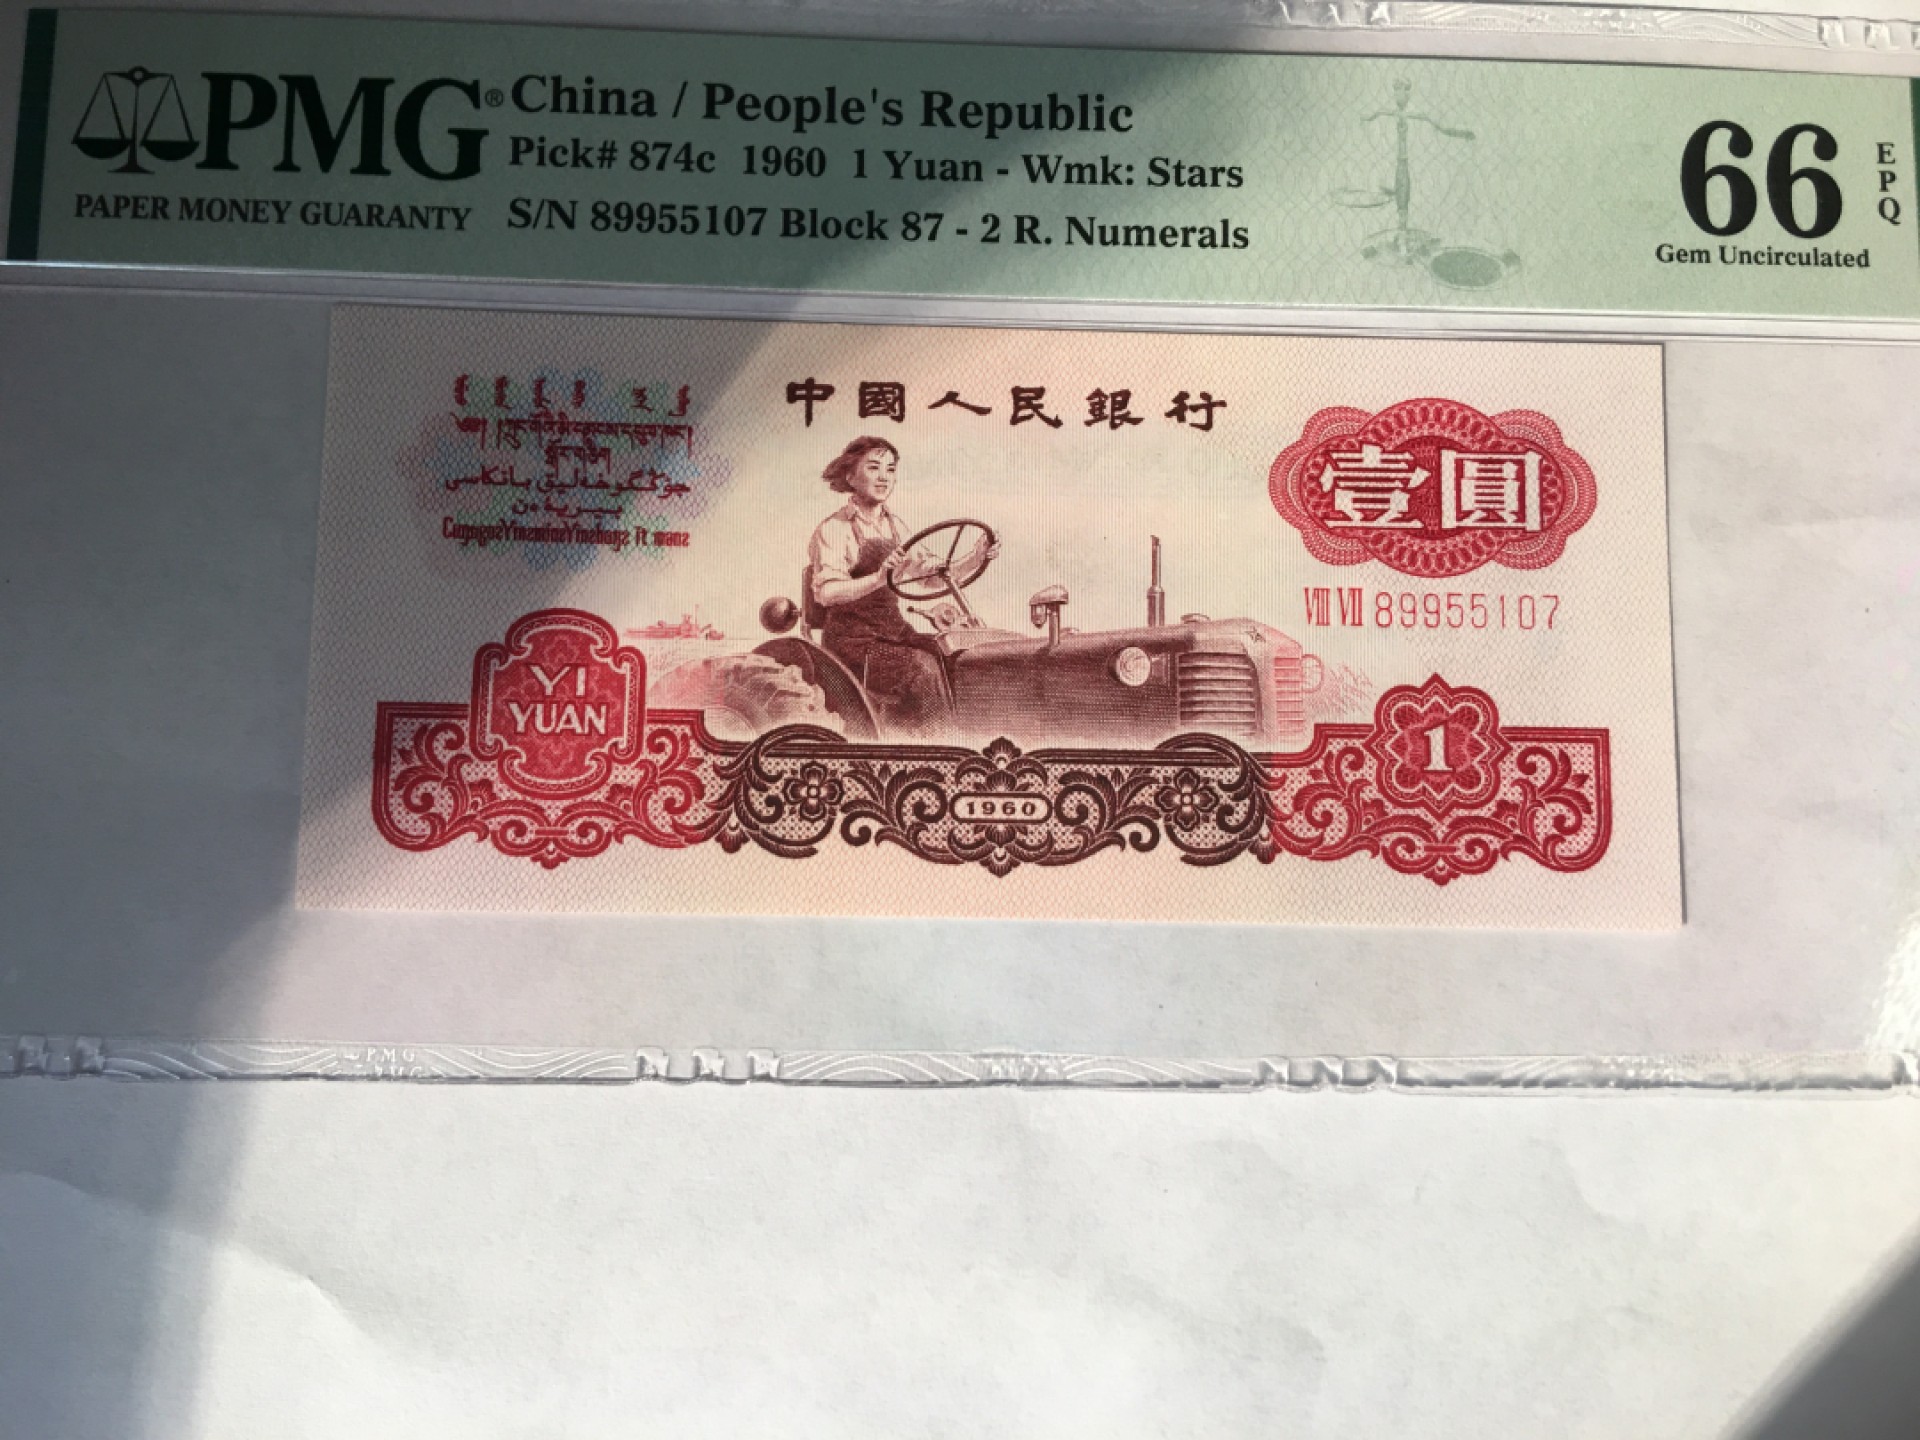 PMG®
PAPER MONEY GUARANTY
China / People's Republic
Pick# 874c 1960 1 Yuan - Wmk: Stars
S/N 89955107 Block 87 - 2 R. Numerals
66
EPQ
Gem Uncirculated
中國人民銀行
壹圓
VIII VII 89955107
YI
YUAN
1960
1
PMG
PMG